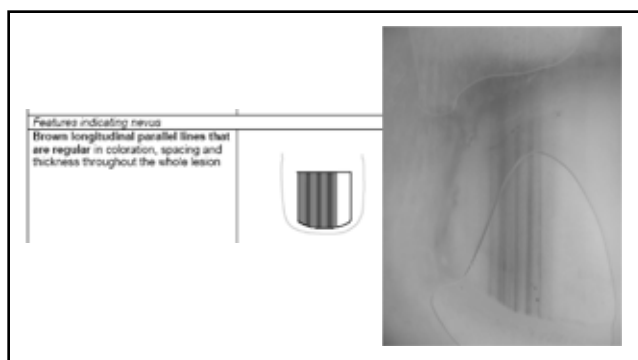 Features indicating nevus
Brown longitudinal parallel lines that
are regular in coloration, spacing and
thickness throughout the whole lesion